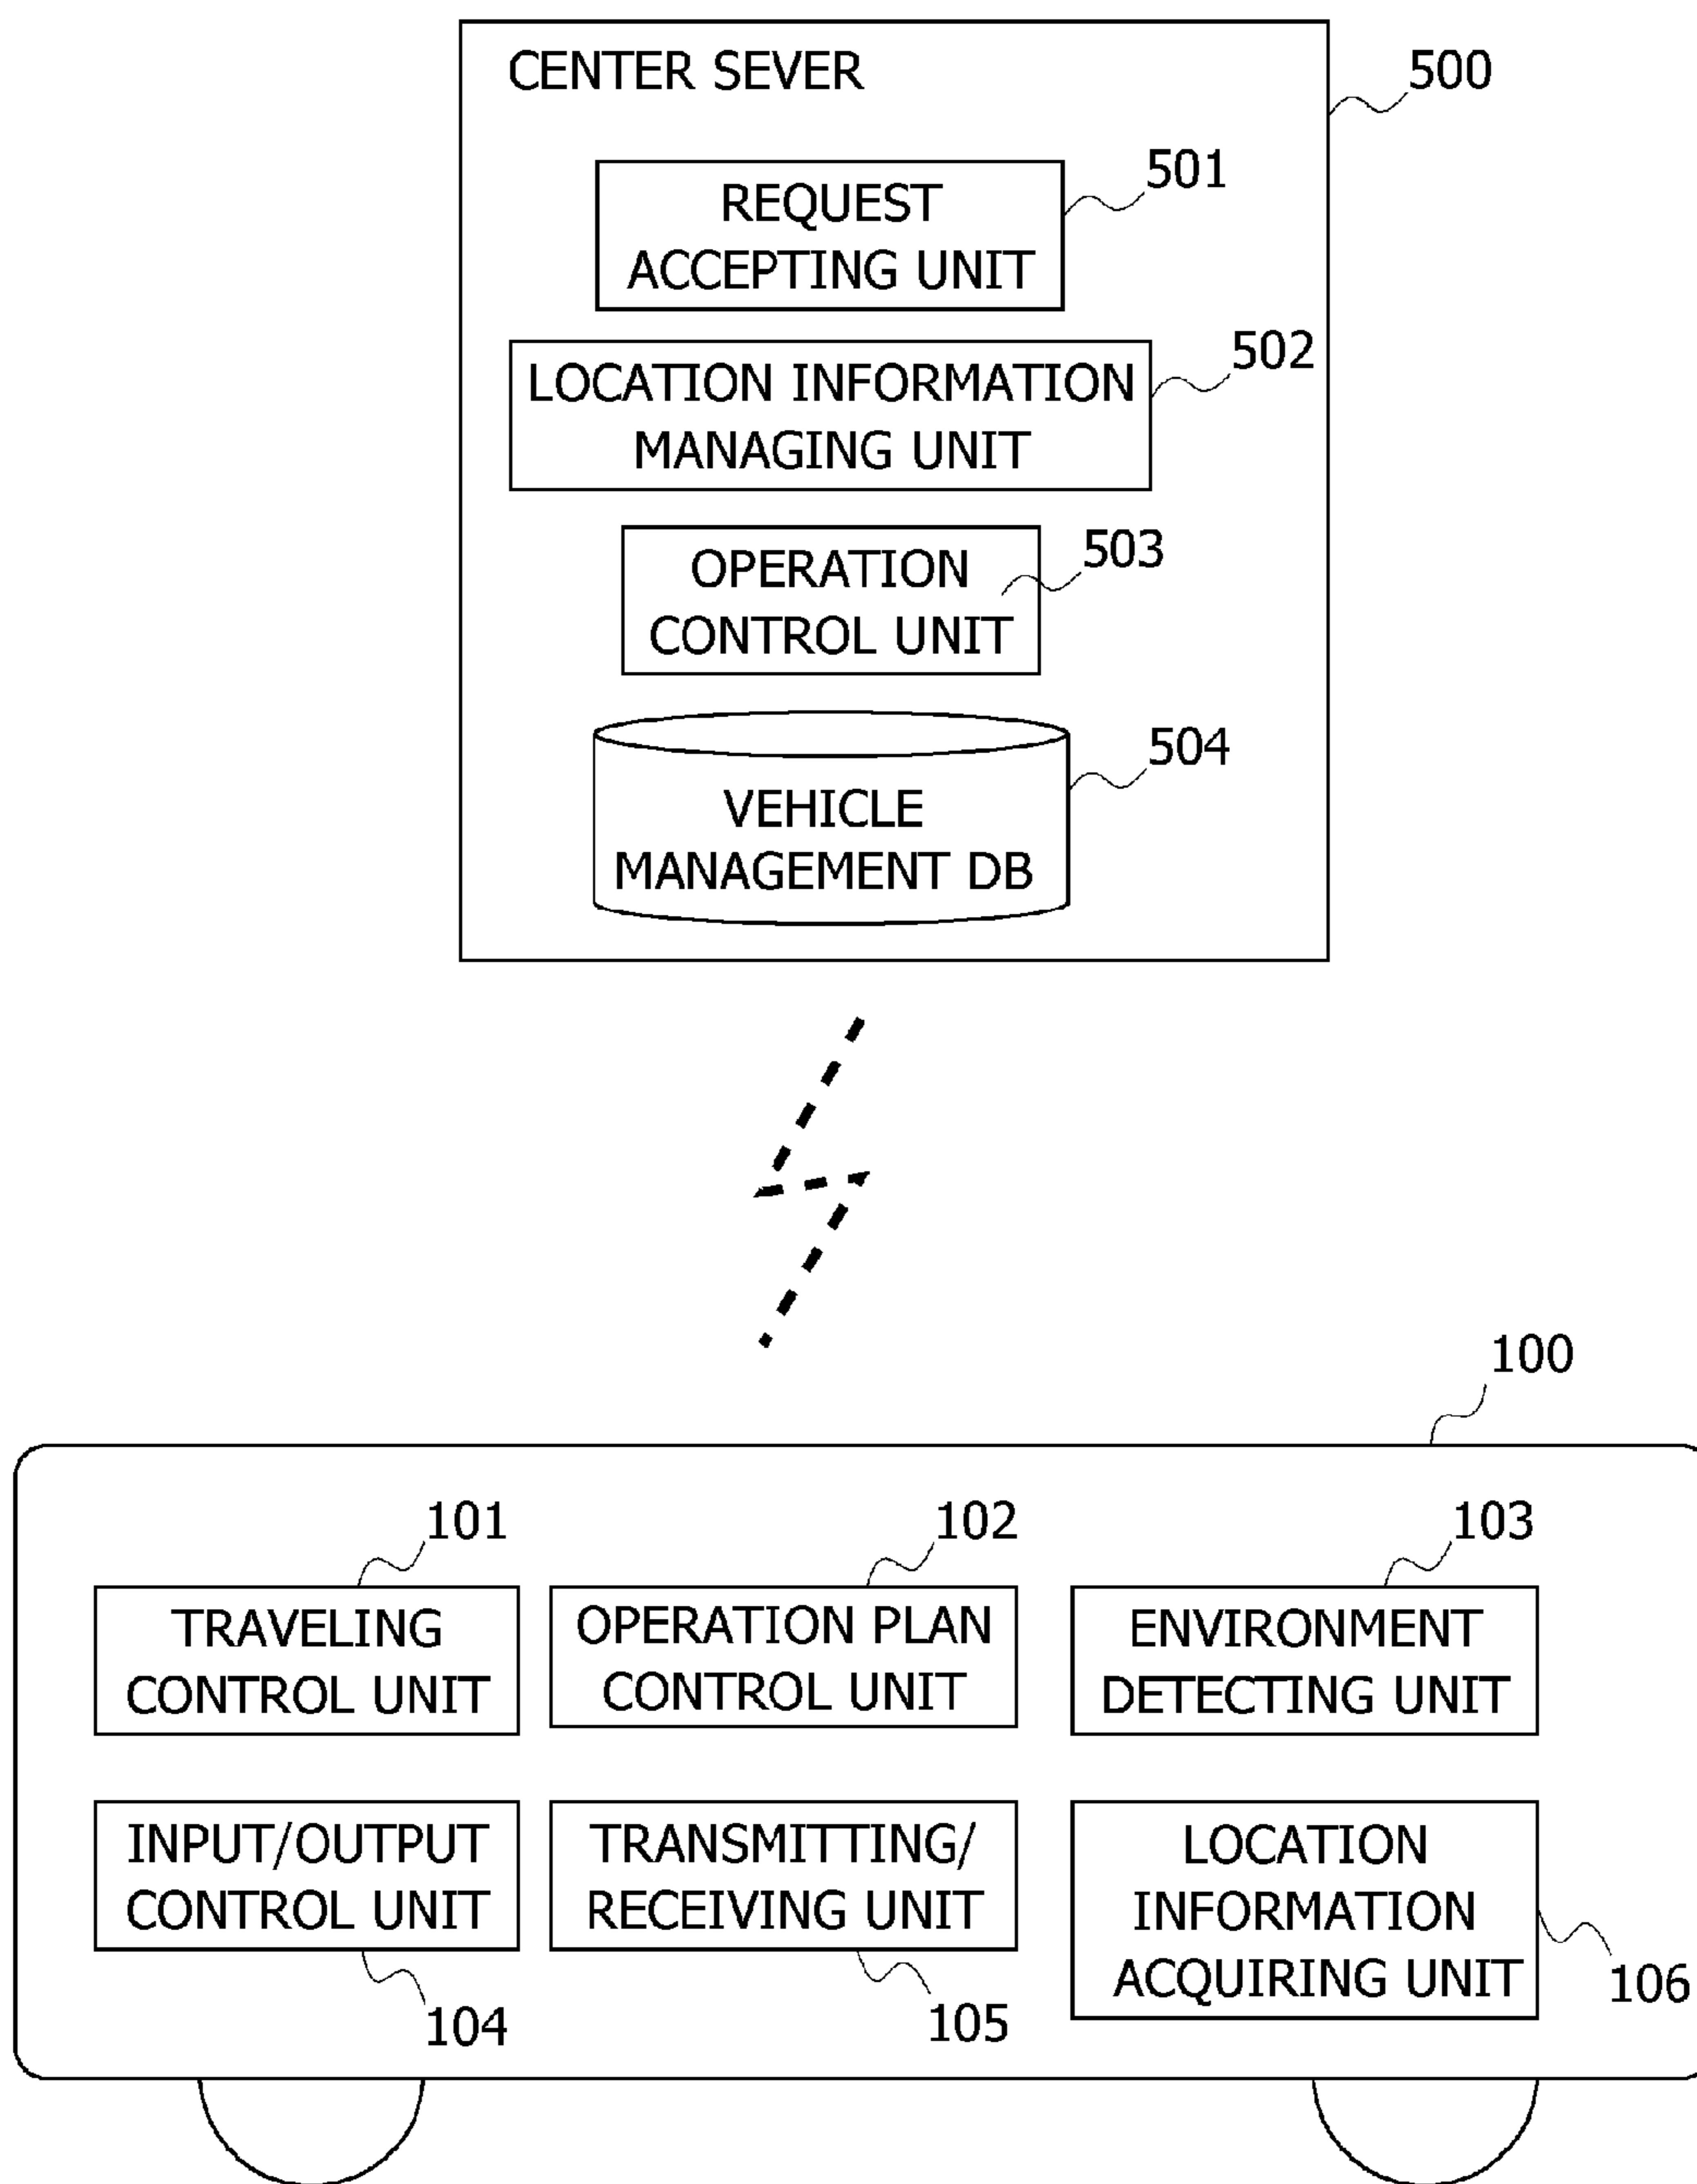 CENTER SEVER
500
501
REQUEST
ACCEPTING UNIT
502
LOCATION INFORMATION
MANAGING UNIT
503
OPERATION
CONTROL UNIT
504
VEHICLE
MANAGEMENT DB
100
101
TRAVELING
CONTROL UNIT
102
OPERATION PLAN
CONTROL UNIT
103
ENVIRONMENT
DETECTING UNIT
INPUT/OUTPUT
CONTROL UNIT
104
TRANSMITTING/
RECEIVING UNIT
105
LOCATION
INFORMATION
ACQUIRING UNIT
106